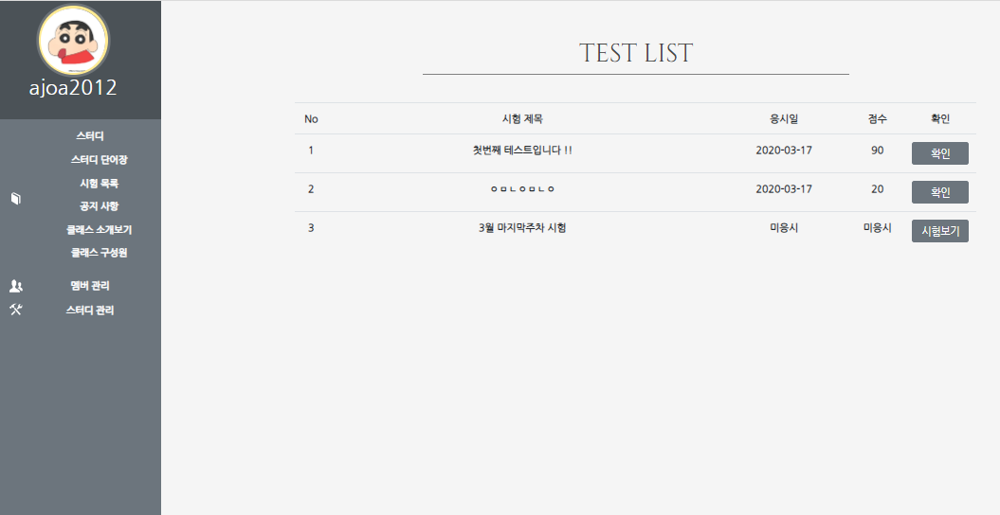 ajoa2012
스터디
스터디 단어장
시험 목록
공지 사항
클래스 소개보기
클래스 구성원
멤버 관리
스터디 관리
TEST LIST
No 시험 제목 응시일 점수 확인
1 첫번째 테스트입니다 !! 2020-03-17 90 확인
2 ㅇㅁㄴㅇㅁㄴㅇ 2020-03-17 20 확인
3 3월 마지막주차 시험 미응시 미응시 시험보기